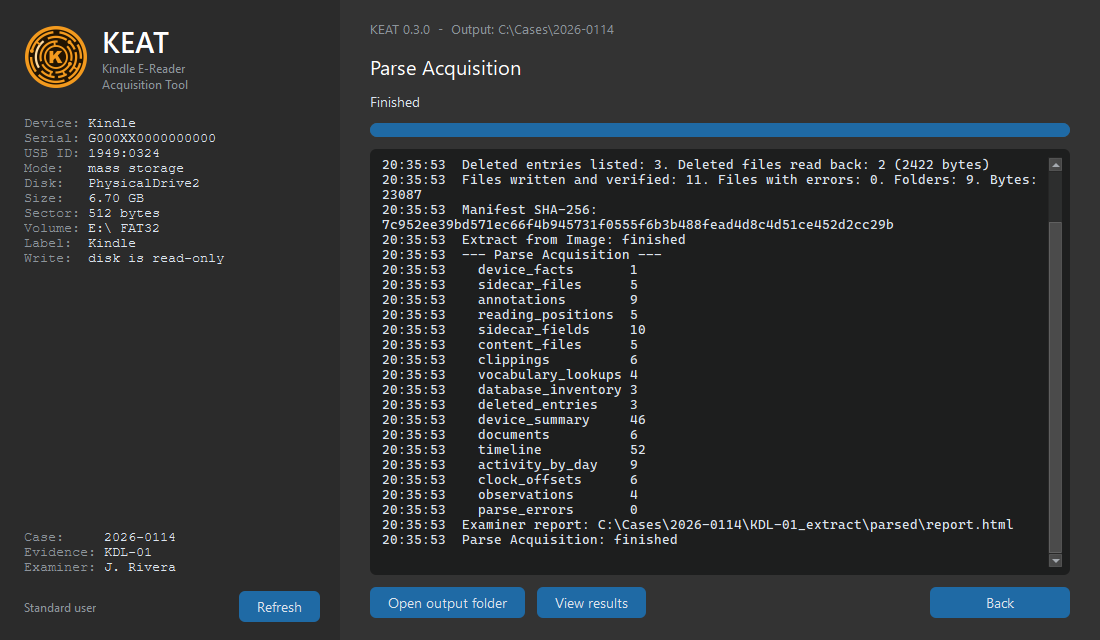 KEAT
Kindle E-Reader
Acquisition Tool
Device: Kindle
Serial: G000XX0000000000
USB ID: 1949:0324
Mode: mass storage
Disk: PhysicalDrive2
Size: 6.70 GB
Sector: 512 bytes
Volume: E:\ FAT32
Label: Kindle
Write: disk is read-only
Case: 2026-0114
Evidence: KDL-01
Examiner: J. Rivera
Standard user
Refresh
KEAT 0.3.0 - Output: C:\Cases\2026-0114
Parse Acquisition
Finished
20:35:53 Deleted entries listed: 3. Deleted files read back: 2 (2422 bytes)
20:35:53 Files written and verified: 11. Files with errors: 0. Folders: 9. Bytes:
23087
20:35:53 Manifest SHA-256:
7c952ee39bd571ec66f4b945731f0555f6b3b488fead4d8c4d51ce452d2cc29b
20:35:53 Extract from Image: finished
20:35:53 --- Parse Acquisition ---
20:35:53 device_facts 1
20:35:53 sidecar_files 5
20:35:53 annotations 9
20:35:53 reading_positions 5
20:35:53 sidecar_fields 10
20:35:53 content_files 5
20:35:53 clippings 6
20:35:53 vocabulary_lookups 4
20:35:53 database_inventory 3
20:35:53 deleted_entries 3
20:35:53 device_summary 46
20:35:53 documents 6
20:35:53 timeline 52
20:35:53 activity_by_day 9
20:35:53 clock_offsets 6
20:35:53 observations 4
20:35:53 parse_errors 0
20:35:53 Examiner report: C:\Cases\2026-0114\KDL-01_extract\parsed\report.html
20:35:53 Parse Acquisition: finished
Open output folder
View results
Back